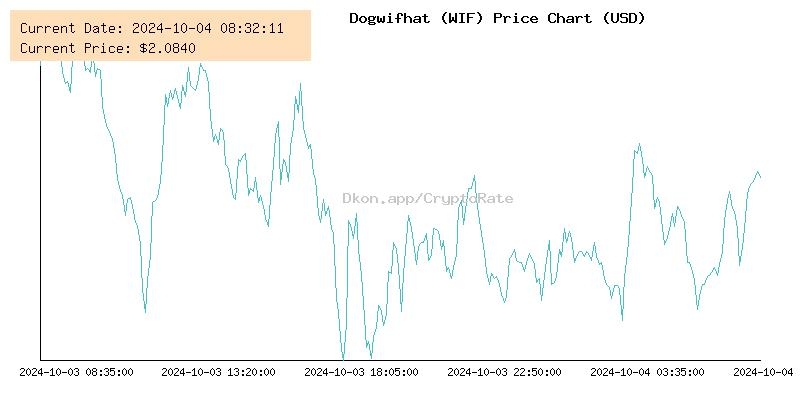 Dogwifhat (WIF) Price Chart (USD)
Current Date: 2024-10-04 08:32:11
Current Price: $2.0840
Dkon.app/CryptoRate
2024-10-03 08:35:00
2024-10-03 13:20:00
2024-10-03 18:05:00
2024-10-03 22:50:00
2024-10-04 03:35:00
2024-10-04